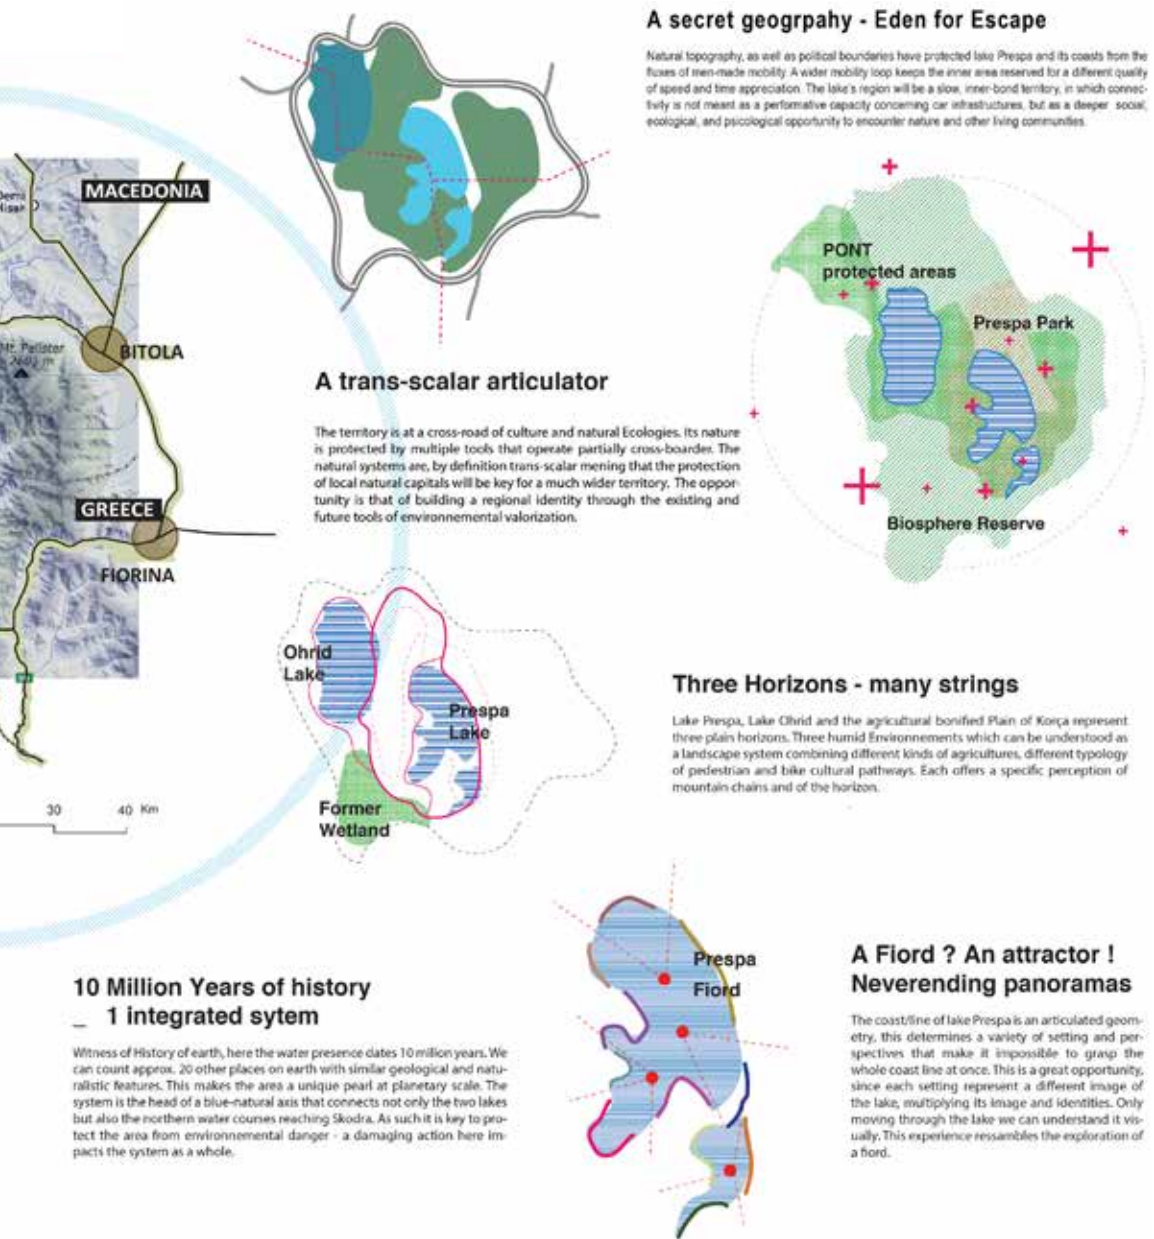 A secret geogrpahy - Eden for Escape
Natural topography, as well as political boundaries have protected lake Prespa and its coasts from the
fluxes of men-made mobility. A wider mobility loop keeps the inner area reserved for a different quality
of speed and time appreciation. The lake's region will be a slow, inner-bond territory, in which connec-
tivity is not meant as a performative capacity concerning car infrastructures, but as a deeper social,
ecological, and psicological opportunity to encounter nature and other living communities.
MACEDONIA
Mt. Pelister
BITOLA
GREECE
FIORINA
30
40 Km
PONT
protected areas
Prespa Park
Biosphere Reserve
A trans-scalar articulator
The territory is at a cross-road of culture and natural Ecologies. Its nature
is protected by multiple tools that operate partially cross-boarder. The
natural systems are, by definition trans-scalar mening that the protection
of local natural capitals will be key for a much wider territory. The oppor-
tunity is that of building a regional identity through the existing and
future tools of environnemental valorization.
Ohrid
Lake
Prespa
Lake
Former
Wetland
Three Horizons - many strings
Lake Prespa, Lake Ohrid and the agricultural bonified Plain of Korça represent
three plain horizons. Three humid Environnements which can be understood as
a landscape system combining different kinds of agricultures, different typology
of pedestrian and bike cultural pathways. Each offers a specific perception of
mountain chains and of the horizon.
10 Million Years of history
_ 1 integrated sytem
Witness of History of earth, here the water presence dates 10 milion years. We
can count approx. 20 other places on earth with similar geological and natu-
ralistic features. This makes the area a unique pearl at planetary scale. The
system is the head of a blue-natural axis that connects not only the two lakes
but also the northern water courses reaching Skodra. As such it is key to pro-
tect the area from environnemental danger - a damaging action here im-
pacts the system as a whole.
Prespa
Fiord
A Fiord ? An attractor !
Neverending panoramas
The coast/line of lake Prespa is an articulated geom-
etry, this determines a variety of setting and per-
spectives that make it impossible to grasp the
whole coast line at once. This is a great opportunity,
since each setting represent a different image of
the lake, multiplying its image and identities. Only
moving through the lake we can understand it vis-
ually. This experience ressambles the exploration of
a fiord.